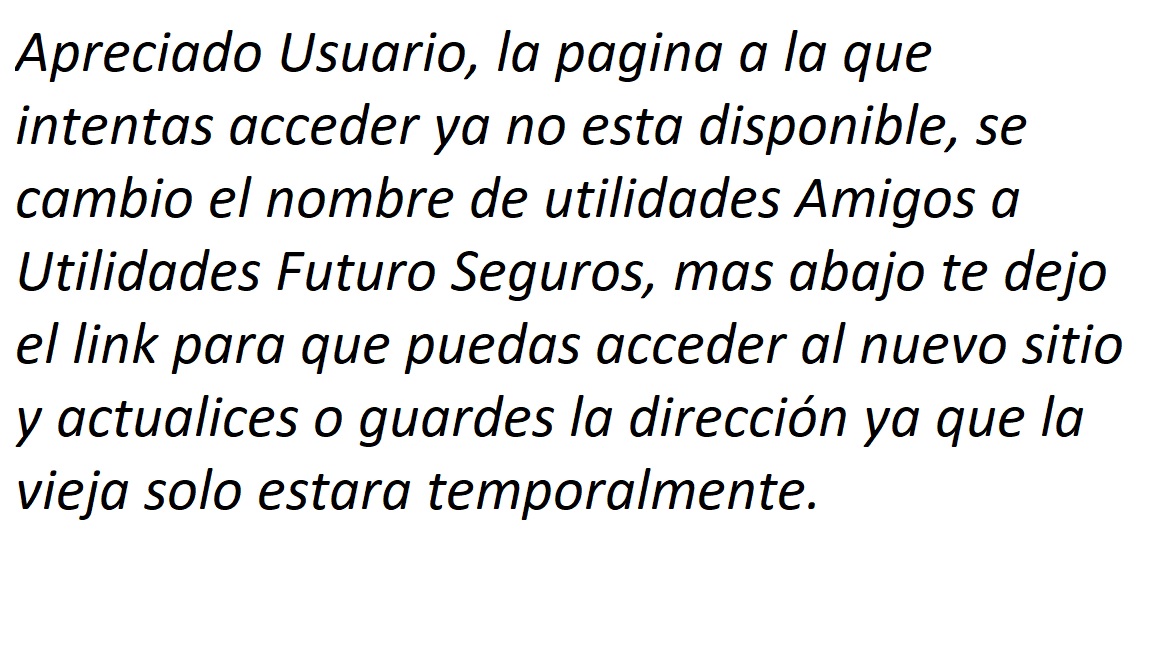 Apreciado Usuario, la pagina a la que
intentas acceder ya no esta disponible, se
cambio el nombre de utilidades Amigos a
Utilidades Futuro Seguros, mas abajo te dejo
el link para que puedas acceder al nuevo sitio
y actualices o guardes la dirección ya que la
vieja solo estara temporalmente.